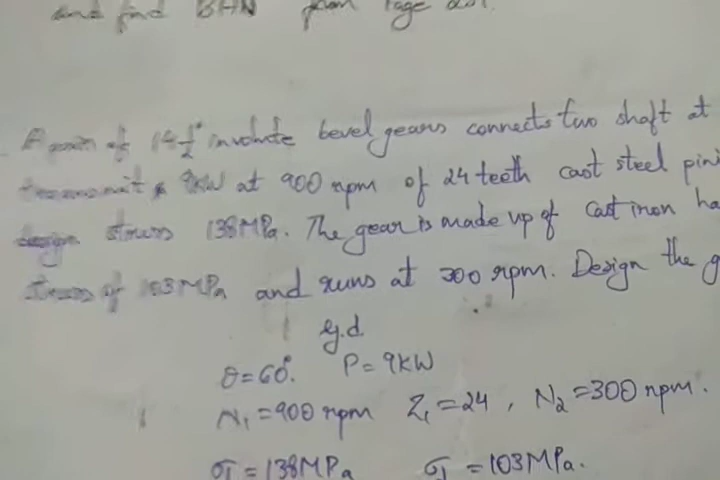 and find BHN from Page
A pair of 14 1/2° involute bevel gears connects two shaft at
transmit 9kW at 900 rpm of 24 teeth cast steel pini
design stress 138MPa. The gear is made up of cast iron ha
stress of 103MPa and runs at 300 rpm. Design the g
g.d
θ=60°. P=9kW
N1=900 rpm Z1=24, N2=300 rpm.
σ1=138MPa σ1=103MPa.